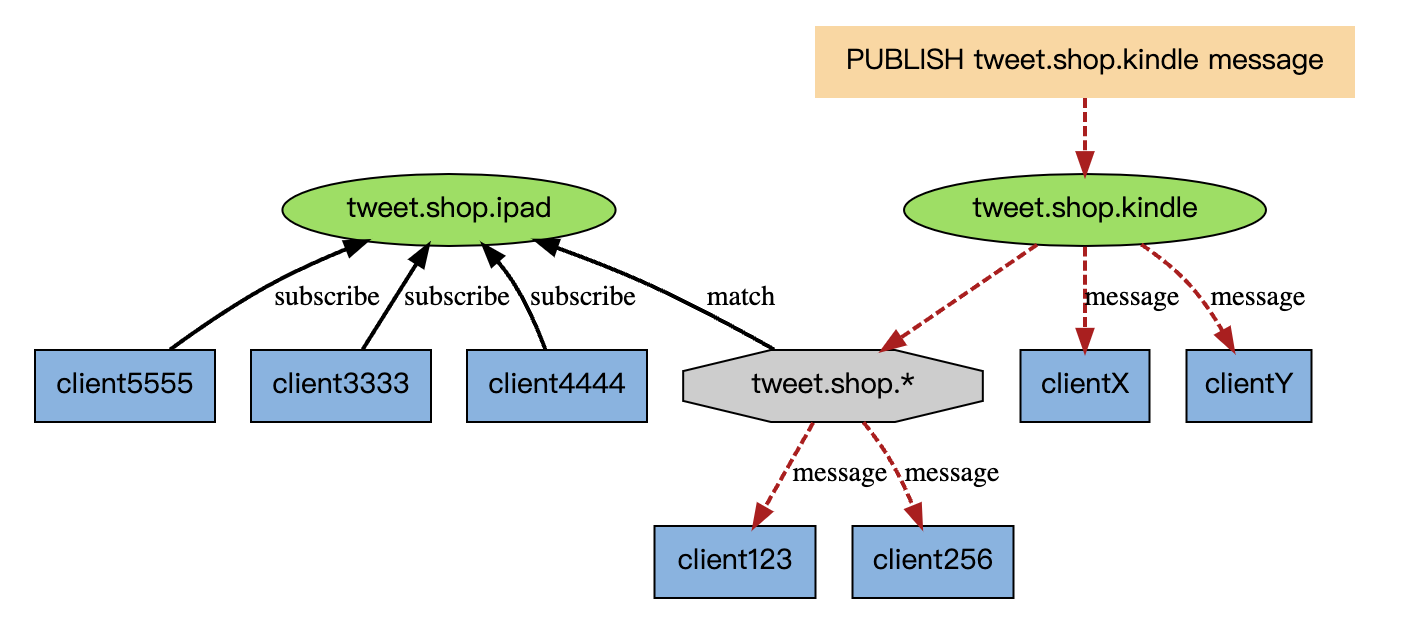 PUBLISH tweet.shop.kindle message
tweet.shop.ipad
tweet.shop.kindle
subscribe
subscribe
subscribe
match
message
message
client5555
client3333
client4444
tweet.shop.*
clientX
clientY
message
message
client123
client256